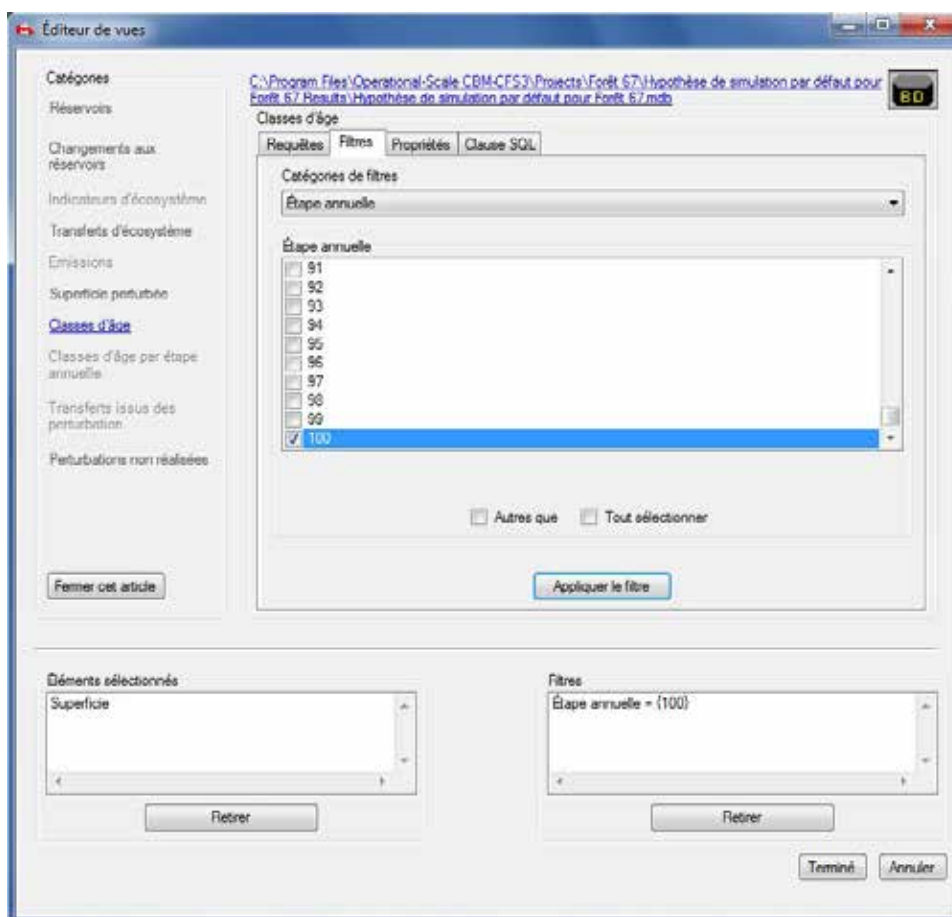 Éditeur de vues
Catégories
Réservoirs
Changements aux
réservoirs
Indicateurs d'écosystème
Transferts d'écosystème
Émissions
Superficie perturbée
Classes d'âge
Classes d'âge par étape
annuelle
Transferts issus des
perturbation
Perturbations non réalisées
Fermer cet article
C:\Program Files\Operational-Scale CBM-CFS3\Projects\Forêt 67\Hypothèse de simulation par défaut pour
Forêt 67 Results\Hypothèse de simulation par défaut pour Forêt 67.mdb
BD
Classes d'âge
Requêtes Filtres Propriétés Clause SQL
Catégories de filtres
Étape annuelle
Étape annuelle
91
92
93
94
95
96
97
98
99
100
Autres que Tout sélectionner
Appliquer le filtre
Éléments sélectionnés
Superficie
Retirer
Filtres
Étape annuelle = {100}
Retirer
Terminé Annuler